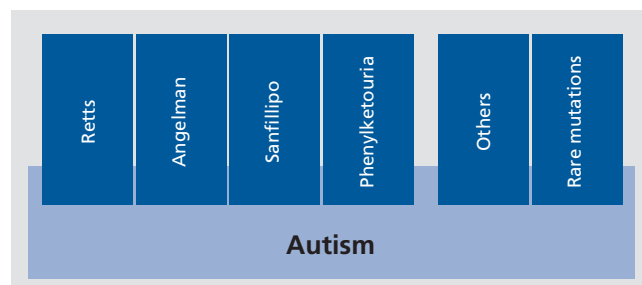 Retts
Angelman
Sanfillipo
Phenylketouria
Others
Rare mutations
Autism